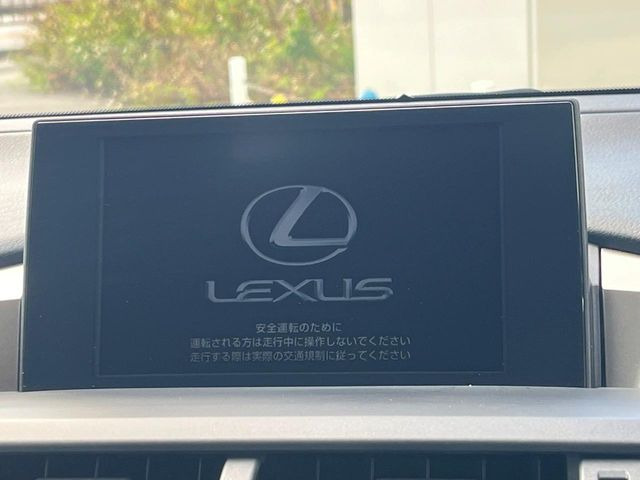 LEXUS
安全運転のために
運転される方は走行中に操作しないでください
走行する際は実際の交通規制に従ってください